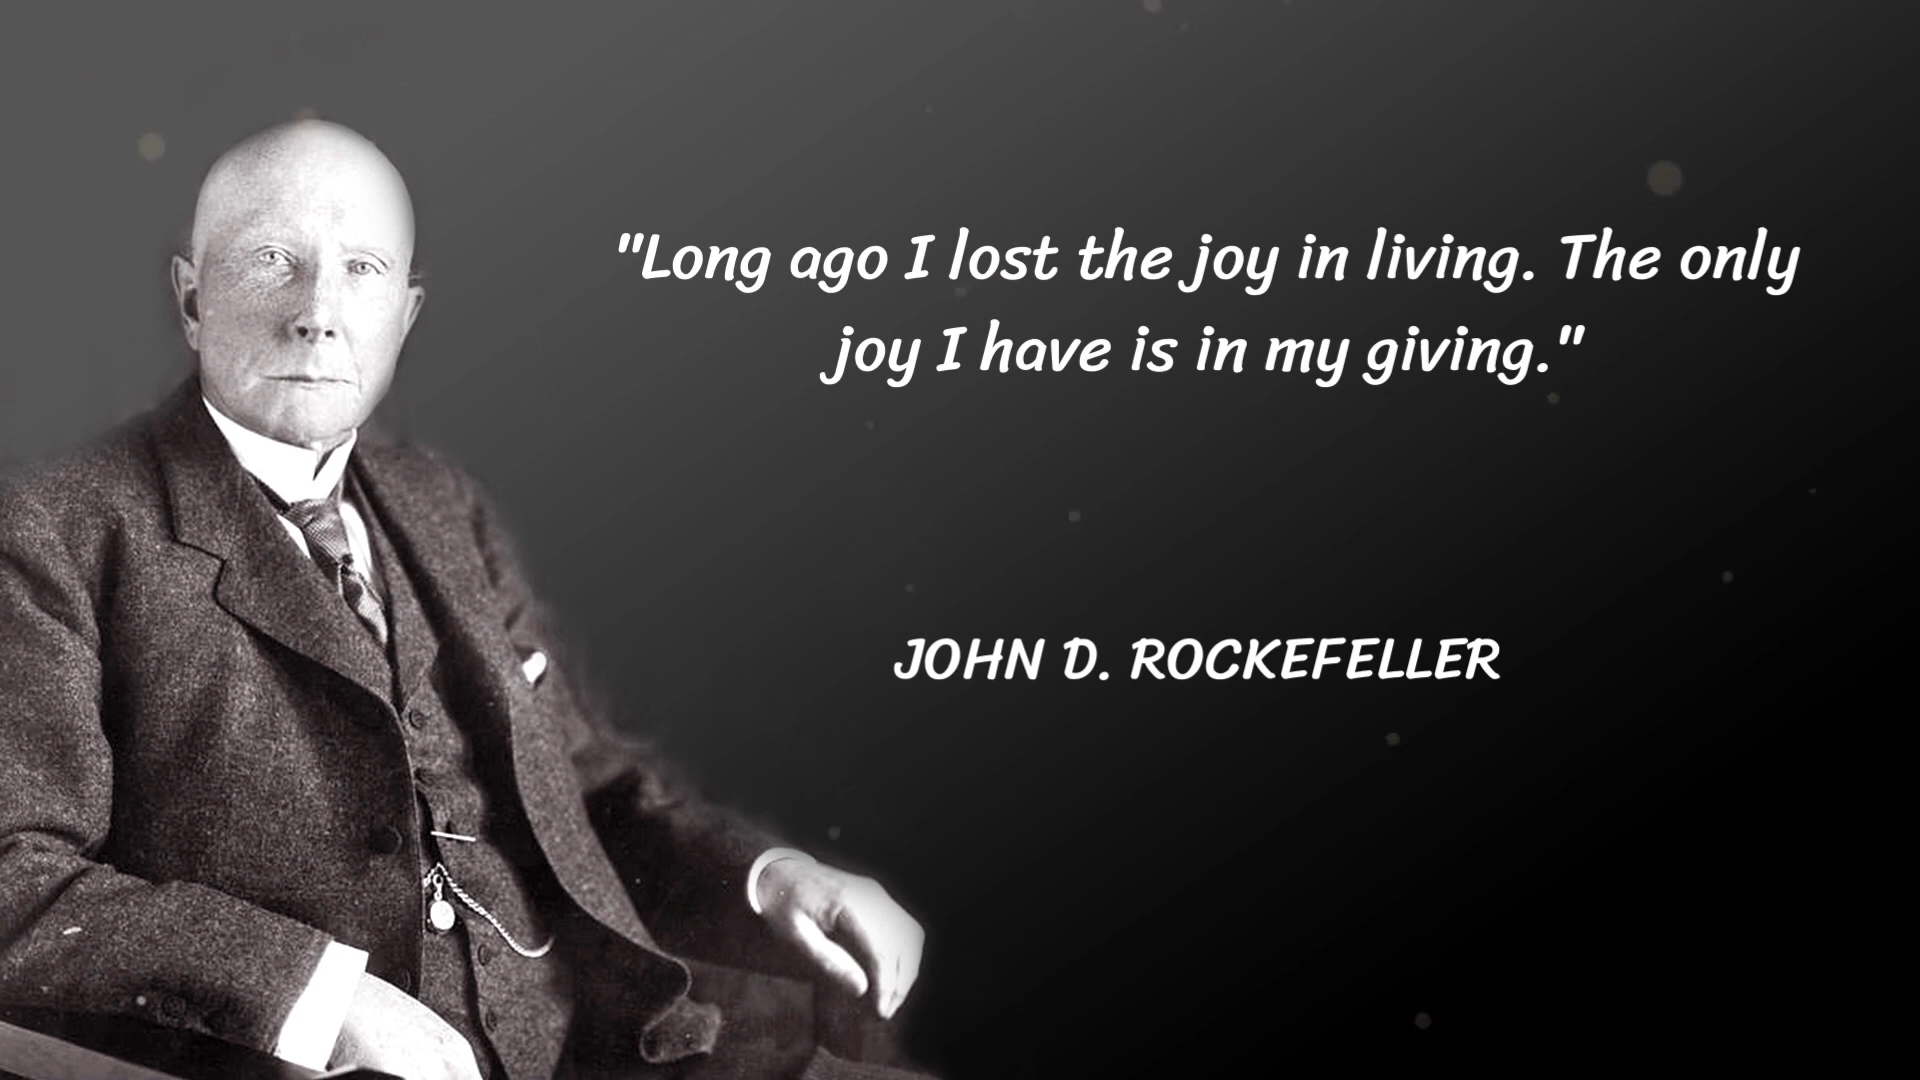 "Long ago I lost the joy in living. The only
joy I have is in my giving."
JOHN D. ROCKEFELLER